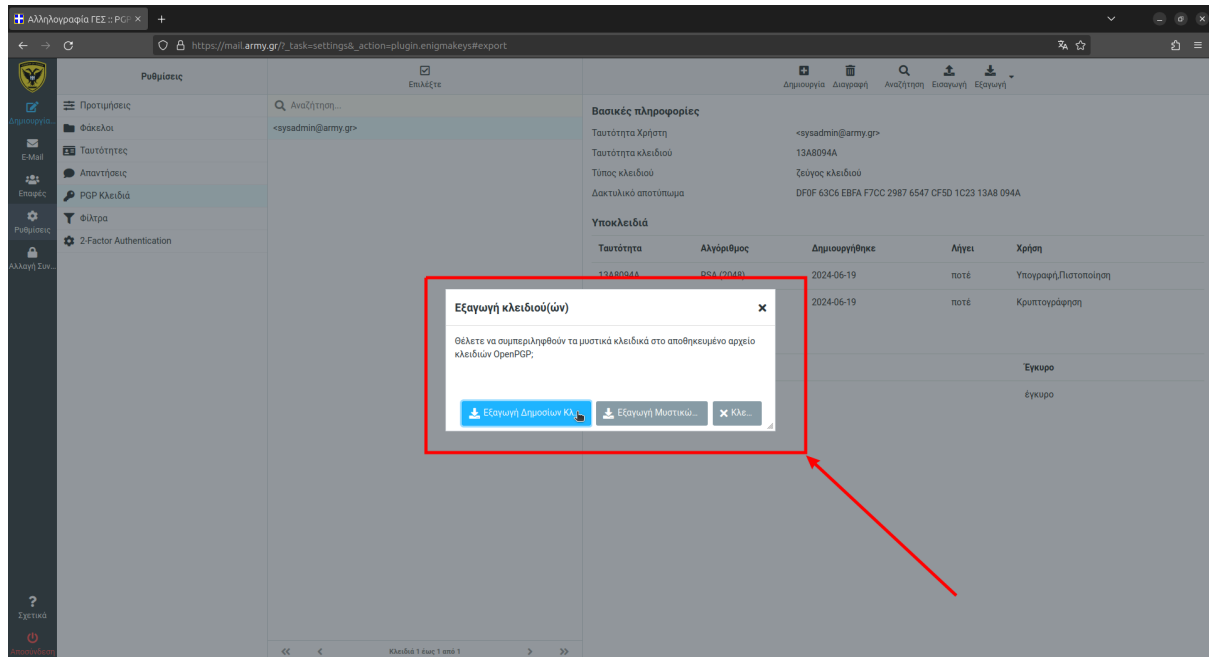 Αλληλογραφία ΓΕΣ :: PGP
https://mail.army.gr/?_task=settings&_action=plugin.enigmakeys#export
Δημιουργία...
E-Mail
Επαφές
Ρυθμίσεις
Αλλαγή Συν...
Σχετικά
Αποσύνδεση
Ρυθμίσεις
Προτιμήσεις
Φάκελοι
Ταυτότητες
Απαντήσεις
PGP Κλειδιά
Φίλτρα
2-Factor Authentication
Επιλέξτε
Αναζήτηση...
<sysadmin@army.gr>
Κλειδιά 1 έως 1 από 1
Δημιουργία Διαγραφή Αναζήτηση Εισαγωγή Εξαγωγή
Βασικές πληροφορίες
Ταυτότητα Χρήστη <sysadmin@army.gr>
Ταυτότητα κλειδιού 13A8094A
Τύπος κλειδιού ζεύγος κλειδιού
Δακτυλικό αποτύπωμα DF0F 63C6 EBFA F7CC 2987 6547 CF5D 1C23 13A8 094A
Υποκλειδιά
Ταυτότητα Αλγόριθμος Δημιουργήθηκε Λήγει Χρήση
13A8094A RSA (2048) 2024-06-19 ποτέ Υπογραφή,Πιστοποίηση
2024-06-19 ποτέ Κρυπτογράφηση
Έγκυρο
έγκυρο
Εξαγωγή κλειδιού(ών)
Θέλετε να συμπεριληφθούν τα μυστικά κλειδικά στο αποθηκευμένο αρχείο
κλειδιών OpenPGP;
Εξαγωγή Δημοσίων Κλ... Εξαγωγή Μυστικώ... Κλε...